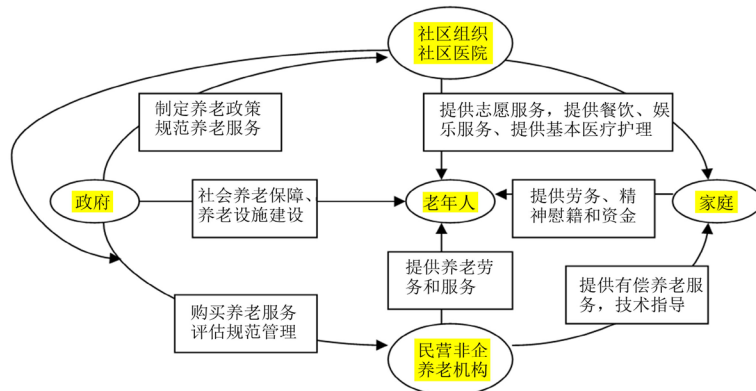 社区组织
社区医院
制定养老政策
规范养老服务
提供志愿服务，提供餐饮、娱
乐服务、提供基本医疗护理
政府
社会养老保障、
养老设施建设
老年人
提供劳务、精
神慰籍和资金
家庭
提供养老劳
务和服务
提供有偿养老服
务，技术指导
购买养老服务
评估规范管理
民营非企
养老机构